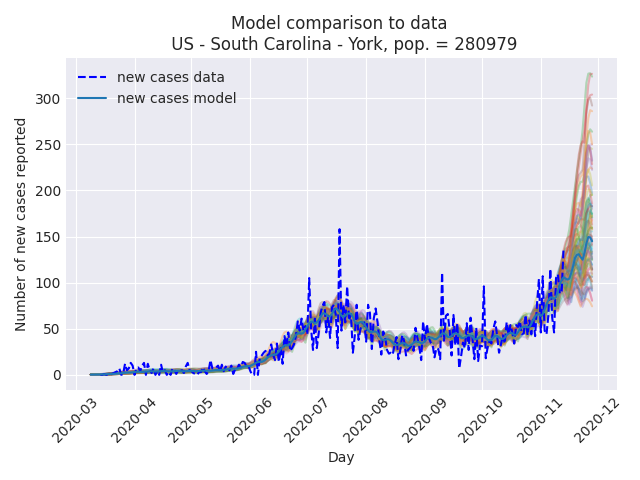 Model comparison to data
US - South Carolina - York, pop. = 280979
new cases data
new cases model
Number of new cases reported
300
250
200
150
100
50
0
2020-03
2020-04
2020-05
2020-06
2020-07
2020-08
2020-09
2020-10
2020-11
2020-12
Day